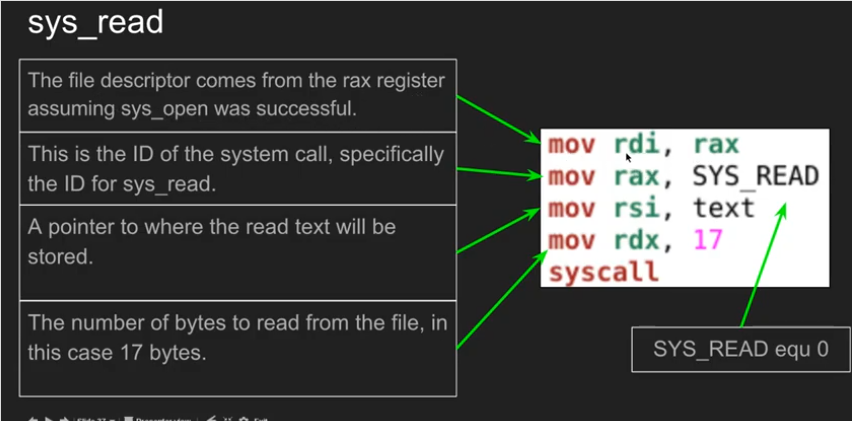 sys_read
The file descriptor comes from the rax register
assuming sys_open was successful.
This is the ID of the system call, specifically
the ID for sys_read.
A pointer to where the read text will be
stored.
The number of bytes to read from the file, in
this case 17 bytes.
mov rdi, rax
mov rax, SYS_READ
mov rsi, text
mov rdx, 17
syscall
SYS_READ equ 0